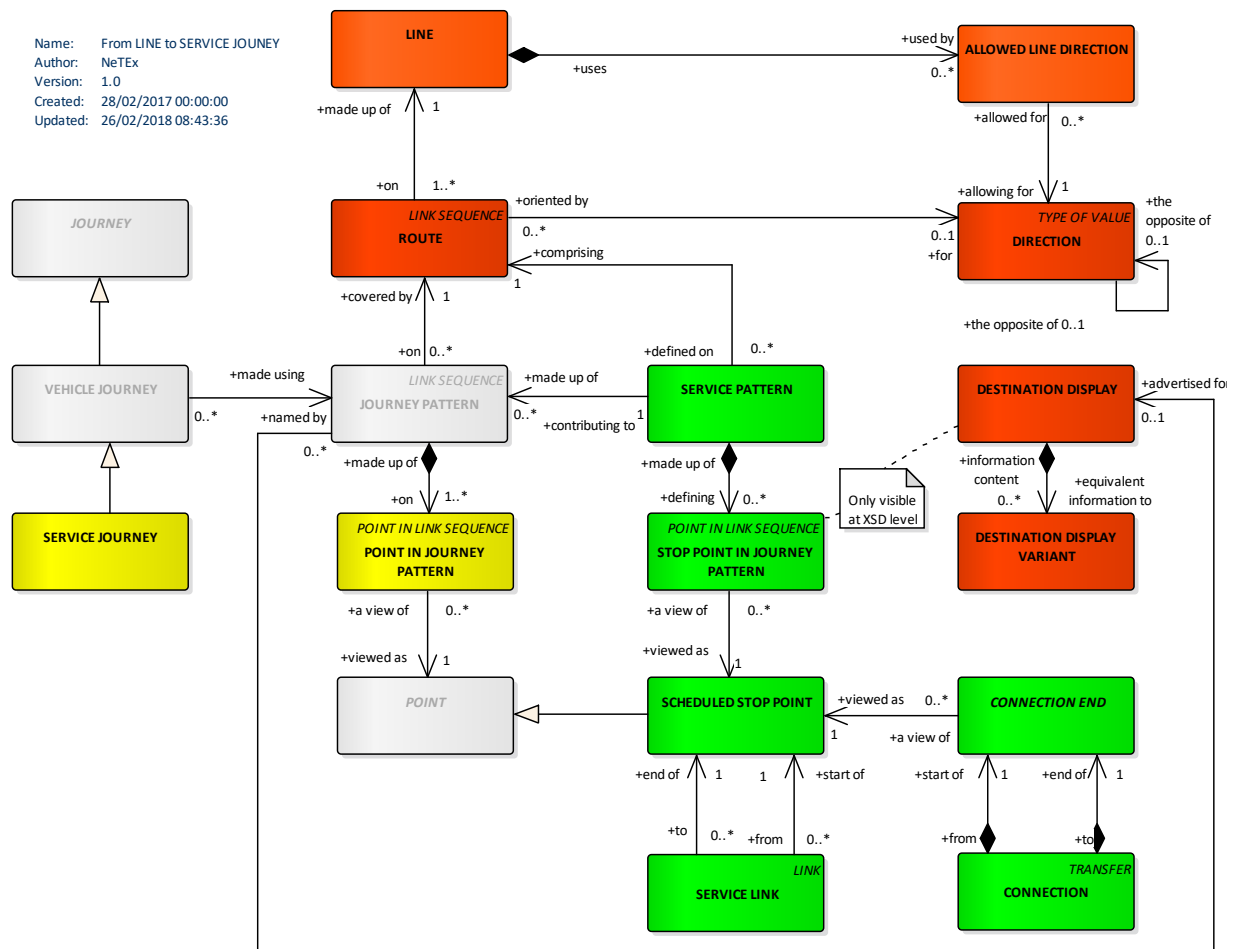 Name: From LINE to SERVICE JOUNEY
Author: NeTEx
Version: 1.0
Created: 28/02/2017 00:00:00
Updated: 26/02/2018 08:43:36
LINE
+uses
+used by
0..*
ALLOWED LINE DIRECTION
+made up of
1
+allowed for
0..*
+on
1..*
+allowing for
1
JOURNEY
LINK SEQUENCE
ROUTE
+oriented by
0..*
+comprising
1
0..1
+for
TYPE OF VALUE
DIRECTION
+the
opposite of
0..1
+the opposite of 0..1
+covered by
1
+on
0..*
+defined on
0..*
VEHICLE JOURNEY
+made using
0..*
+named by
0..*
LINK SEQUENCE
JOURNEY PATTERN
+made up of
0..*
+contributing to
1
SERVICE PATTERN
DESTINATION DISPLAY
+advertised for
0..1
+made up of
+on
1..*
+made up of
+defining
0..*
Only visible
at XSD level
+information
content
0..*
+equivalent
information to
SERVICE JOURNEY
POINT IN LINK SEQUENCE
POINT IN JOURNEY
PATTERN
POINT IN LINK SEQUENCE
STOP POINT IN JOURNEY
PATTERN
DESTINATION DISPLAY
VARIANT
+a view of
0..*
+viewed as
1
+a view of
0..*
+viewed as
1
POINT
SCHEDULED STOP POINT
+viewed as
0..*
1
+a view of
CONNECTION END
+end of
1
1
+start of
+start of
1
+end of
1
+to
0..*
+from
0..*
+from
+to
LINK
SERVICE LINK
TRANSFER
CONNECTION